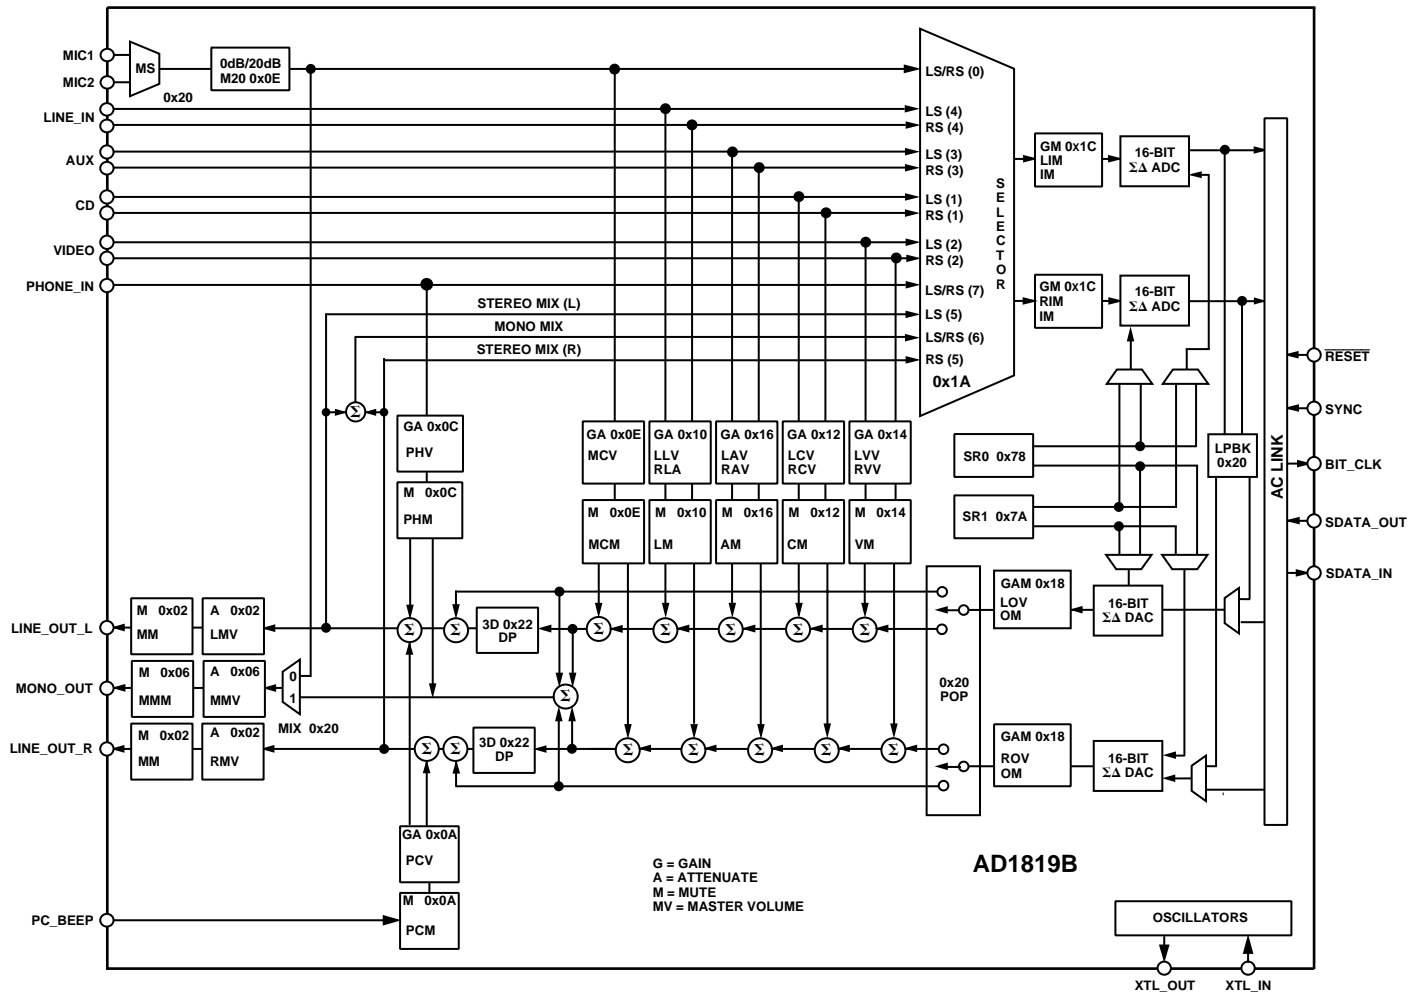 MIC1
MIC2
MS
0x20
0dB/20dB
M20 0x0E
LINE_IN
AUX
CD
VIDEO
PHONE_IN
STEREO MIX (L)
MONO MIX
STEREO MIX (R)
LS/RS (0)
LS (4)
RS (4)
LS (3)
RS (3)
LS (1)
RS (1)
LS (2)
RS (2)
LS/RS (7)
LS (5)
LS/RS (6)
RS (5)
0x1A
SELECTOR
GM 0x1C
LIM
IM
16-BIT
ΣΔ ADC
GM 0x1C
RIM
IM
16-BIT
ΣΔ ADC
AC LINK
RESET
SYNC
BIT_CLK
SDATA_OUT
SDATA_IN
LPBK
0x20
SR0 0x78
SR1 0x7A
Σ
GA 0x0C
PHV
M 0x0C
PHM
GA 0x0E
MCV
GA 0x10
LLV
RLA
GA 0x16
LAV
RAV
GA 0x12
LCV
RCV
GA 0x14
LVV
RVV
M 0x0E
MCM
M 0x10
LM
M 0x16
AM
M 0x12
CM
M 0x14
VM
LINE_OUT_L
M 0x02
MM
A 0x02
LMV
Σ
Σ
3D 0x22
DP
Σ
Σ
Σ
Σ
Σ
GAM 0x18
LOV
OM
16-BIT
ΣΔ DAC
MONO_OUT
M 0x06
MMM
A 0x06
MMV
0
1
MIX 0x20
Σ
0x20
POP
LINE_OUT_R
M 0x02
MM
A 0x02
RMV
Σ
Σ
3D 0x22
DP
Σ
Σ
Σ
Σ
Σ
GAM 0x18
ROV
OM
16-BIT
ΣΔ DAC
GA 0x0A
PCV
M 0x0A
PCM
PC_BEEP
G = GAIN
A = ATTENUATE
M = MUTE
MV = MASTER VOLUME
AD1819B
OSCILLATORS
XTL_OUT
XTL_IN